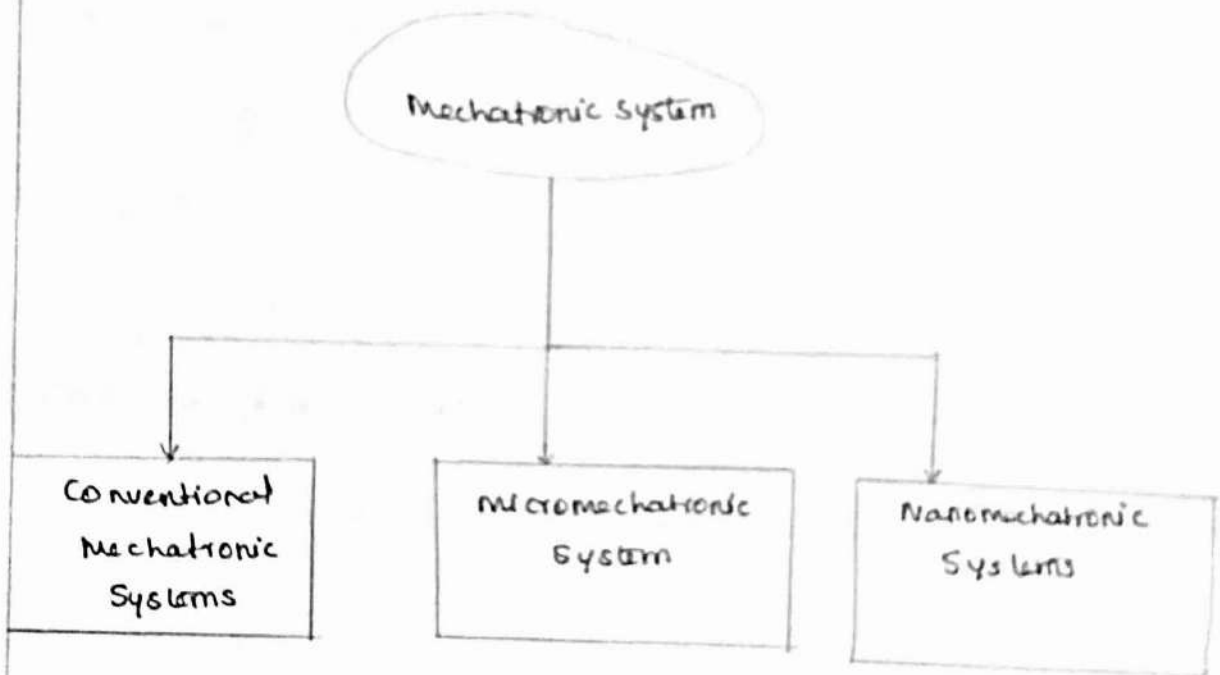 Mechatronic System
Conventional
Mechatronic
Systems
Micromechatronic
System
Nanomechatronic
Systems